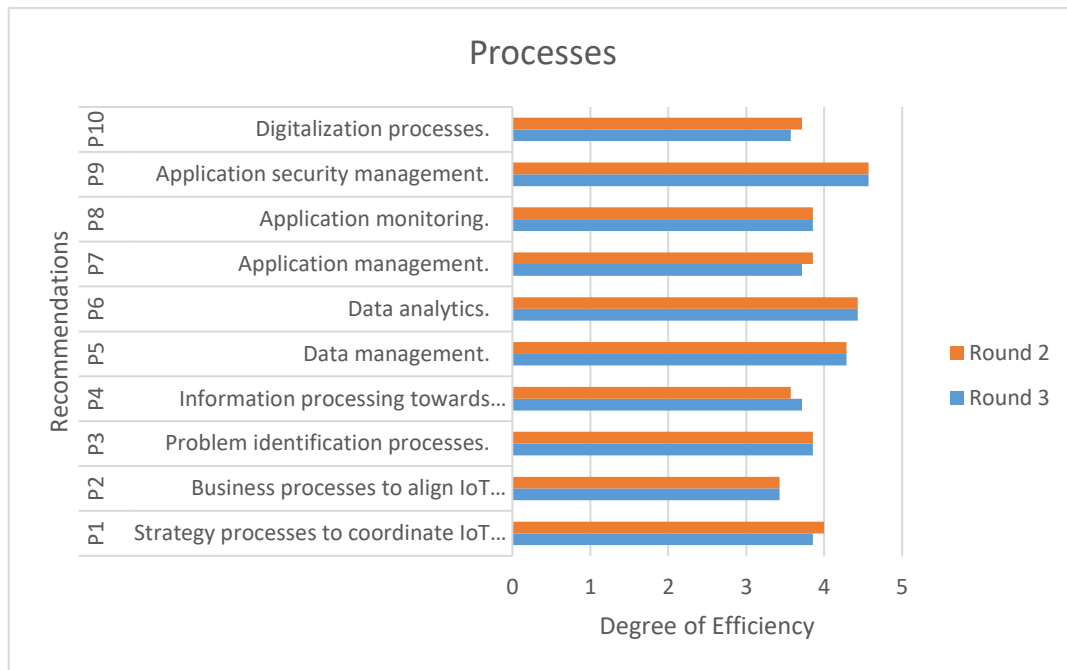 Processes
Recommendations
P10 Digitalization processes.
P9 Application security management.
P8 Application monitoring.
P7 Application management.
P6 Data analytics.
P5 Data management.
P4 Information processing towards...
P3 Problem identification processes.
P2 Business processes to align IoT...
P1 Strategy processes to coordinate IoT...
Round 2
Round 3
0 1 2 3 4 5
Degree of Efficiency